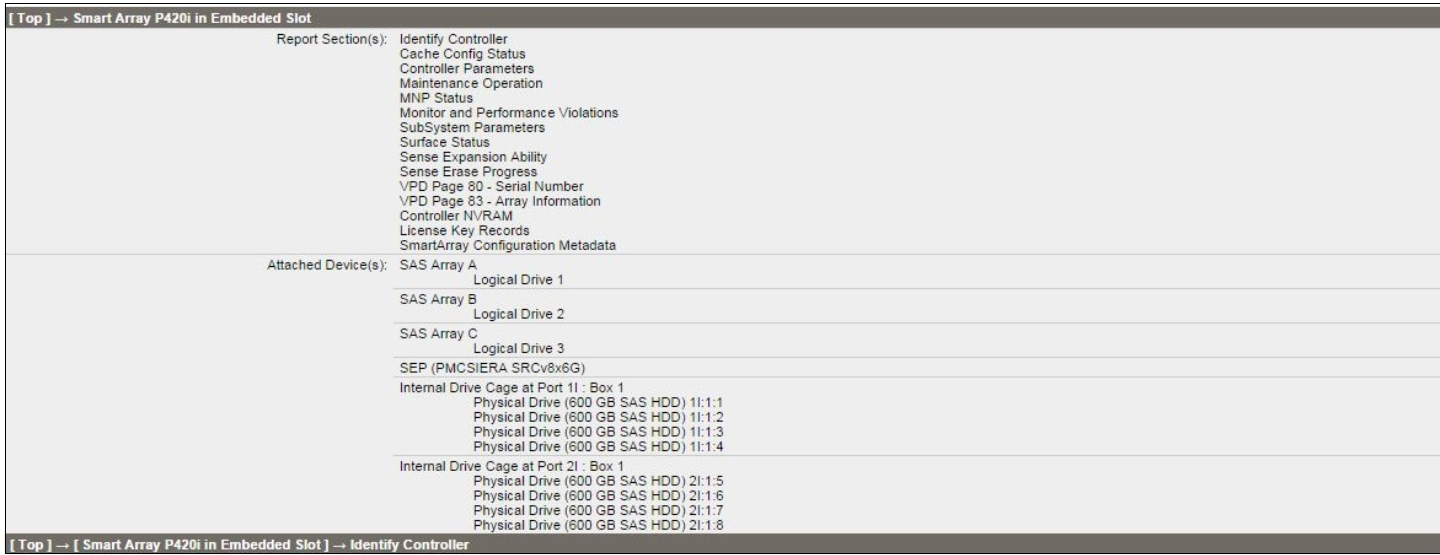 [ Top ] → Smart Array P420i in Embedded Slot
Report Section(s): Identify Controller
Cache Config Status
Controller Parameters
Maintenance Operation
MNP Status
Monitor and Performance Violations
SubSystem Parameters
Surface Status
Sense Expansion Ability
Sense Erase Progress
VPD Page 80 - Serial Number
VPD Page 83 - Array Information
Controller NVRAM
License Key Records
SmartArray Configuration Metadata
Attached Device(s): SAS Array A
Logical Drive 1
SAS Array B
Logical Drive 2
SAS Array C
Logical Drive 3
SEP (PMCSIERA SRCv8x6G)
Internal Drive Cage at Port 1I : Box 1
Physical Drive (600 GB SAS HDD) 1I:1:1
Physical Drive (600 GB SAS HDD) 1I:1:2
Physical Drive (600 GB SAS HDD) 1I:1:3
Physical Drive (600 GB SAS HDD) 1I:1:4
Internal Drive Cage at Port 2I : Box 1
Physical Drive (600 GB SAS HDD) 2I:1:5
Physical Drive (600 GB SAS HDD) 2I:1:6
Physical Drive (600 GB SAS HDD) 2I:1:7
Physical Drive (600 GB SAS HDD) 2I:1:8
[ Top ] → [ Smart Array P420i in Embedded Slot ] → Identify Controller